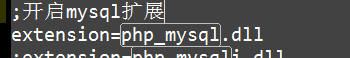 ;开启mysql扩展
extension=php_mysql.dll
;extension=php_mysqli.dll